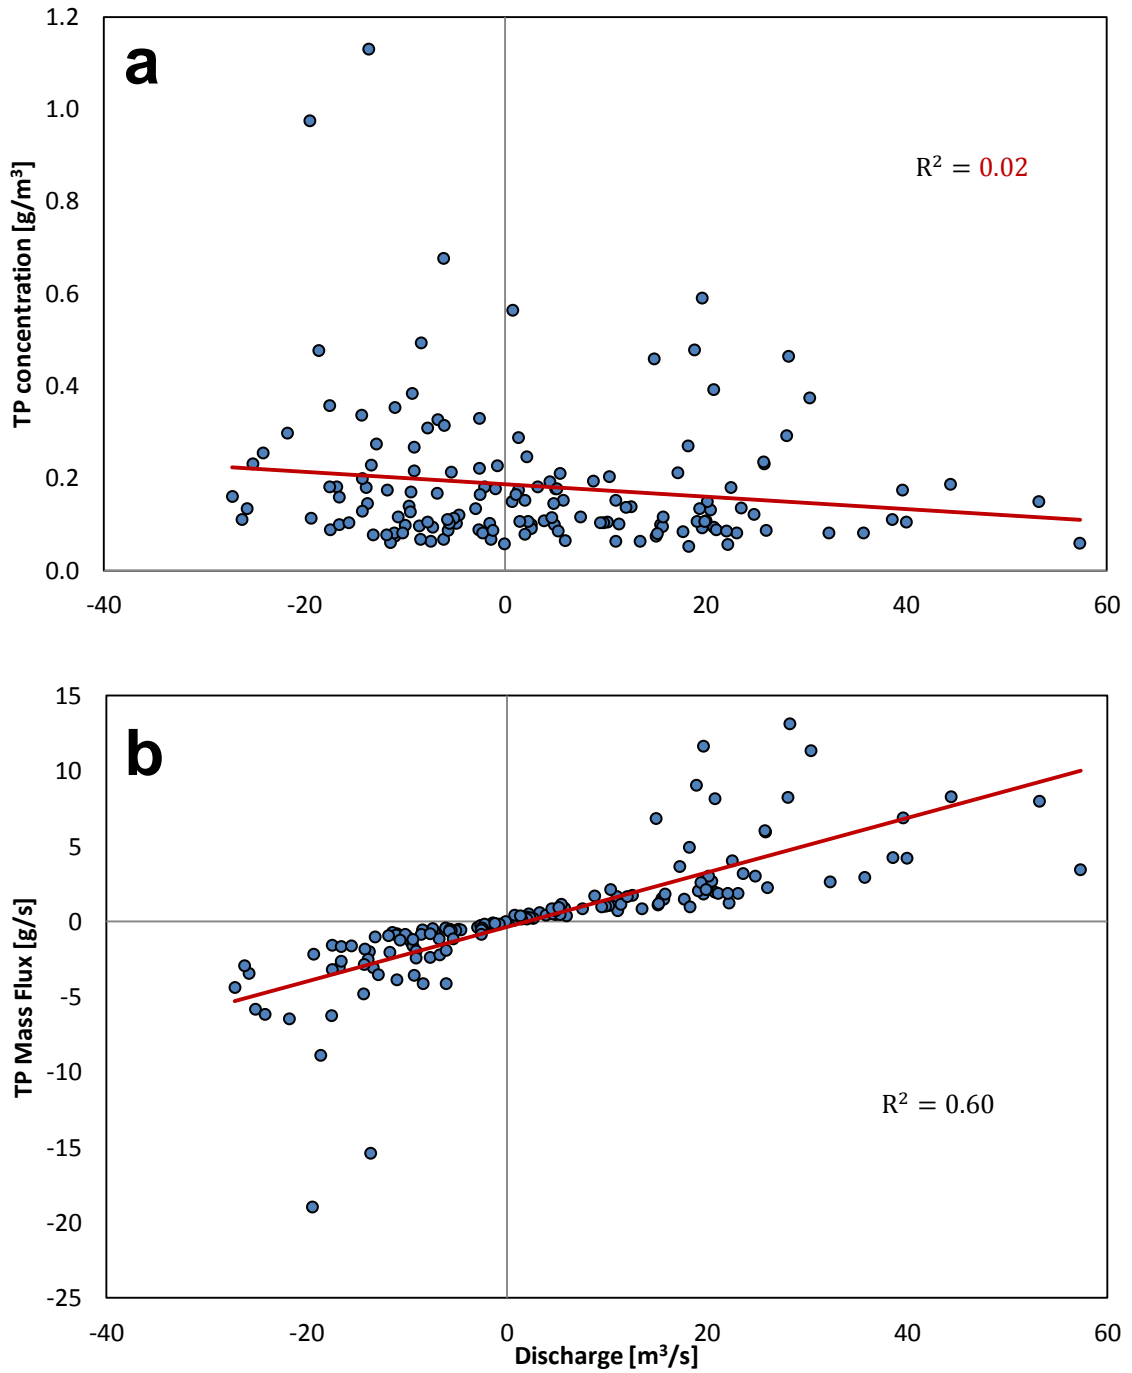 a
TP concentration [g/m³]
1.2
1.0
0.8
0.6
0.4
0.2
0.0
R² = 0.02
-40 -20 0 20 40 60
b
TP Mass Flux [g/s]
15
10
5
0
-5
-10
-15
-20
-25
R² = 0.60
-40 -20 0 20 40 60
Discharge [m³/s]